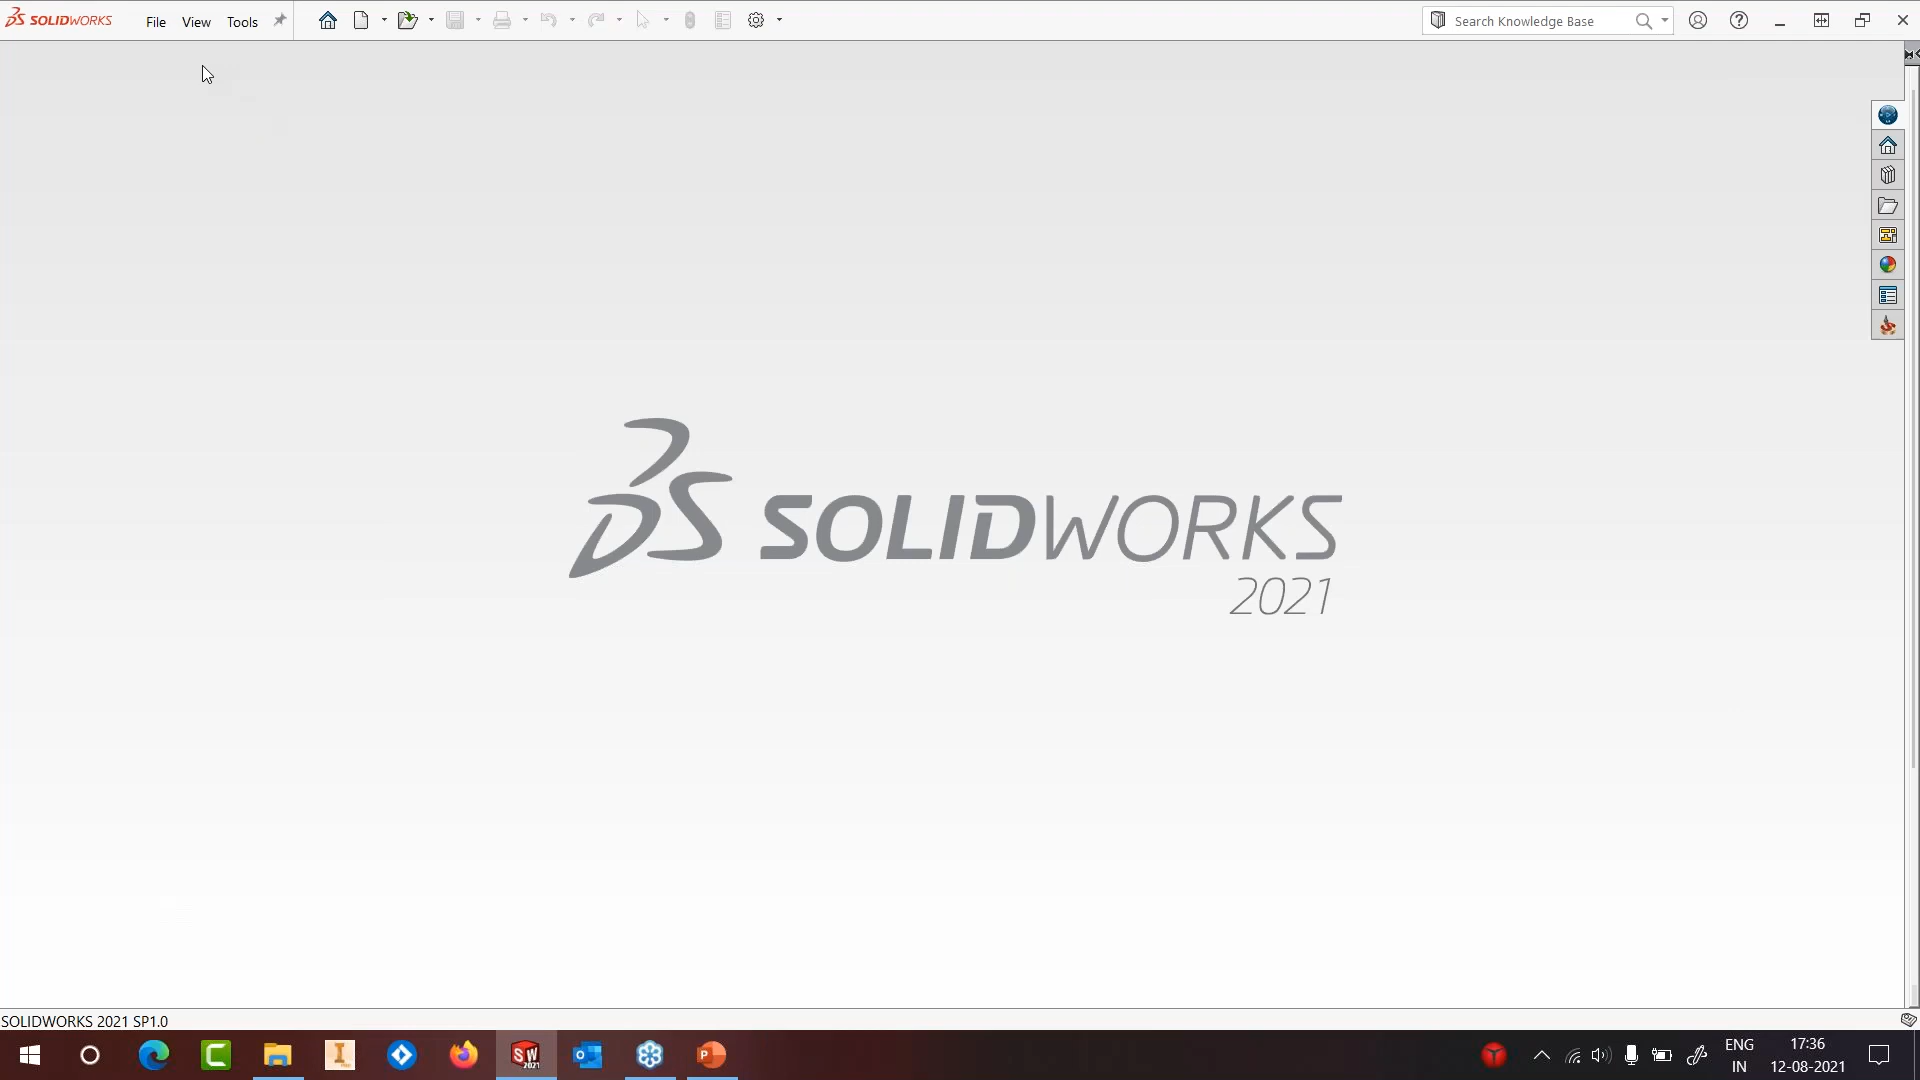 SOLIDWORKS
File View Tools
Search Knowledge Base
SOLIDWORKS
2021
SOLIDWORKS 2021 SP1.0
ENG
IN
17:36
12-08-2021